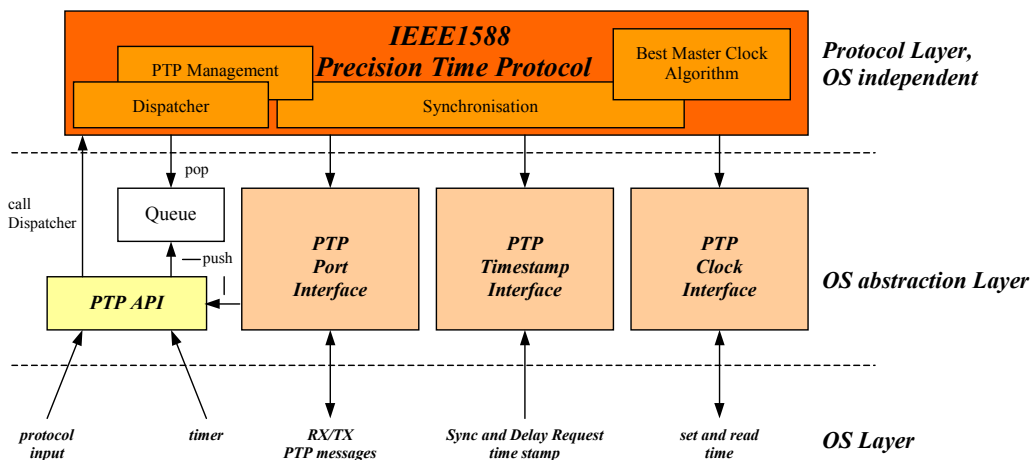 IEEE1588
Precision Time Protocol
PTP Management
Best Master Clock
Algorithm
Dispatcher
Synchronisation
Protocol Layer,
OS independent
pop
call
Dispatcher
Queue
push
PTP API
PTP
Port
Interface
PTP
Timestamp
Interface
PTP
Clock
Interface
OS abstraction Layer
protocol
input
timer
RX/TX
PTP messages
Sync and Delay Request
time stamp
set and read
time
OS Layer